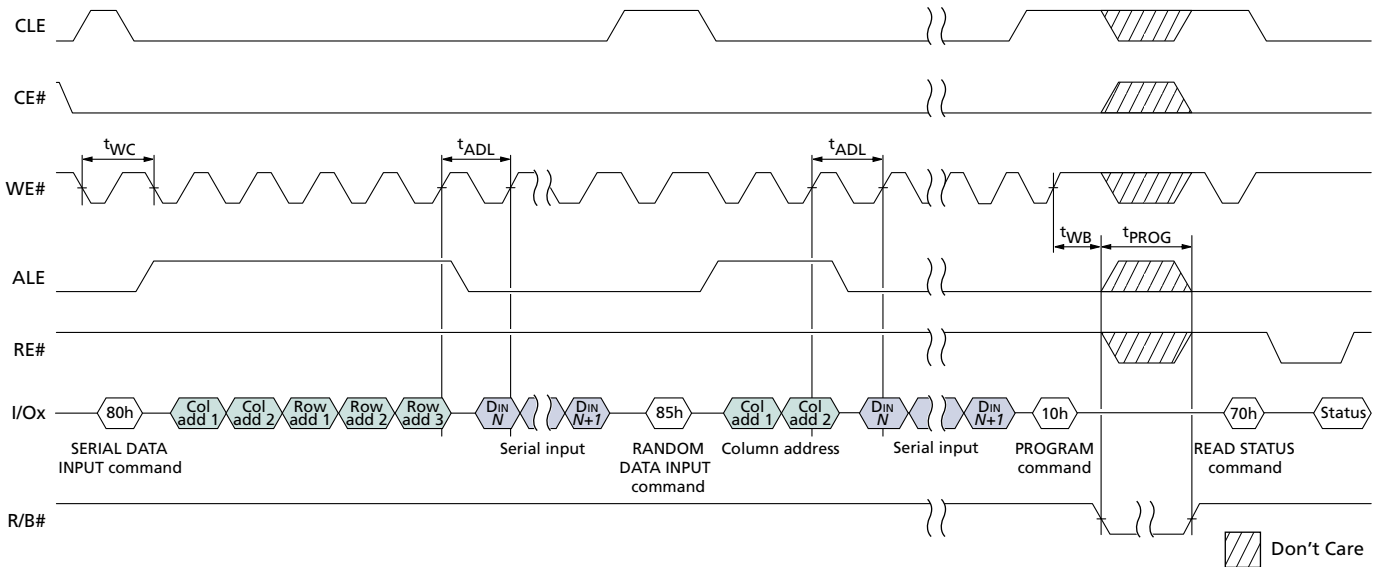 CLE
CE#
tWC
tADL
tADL
WE#
tWB
tPROG
ALE
RE#
I/Ox
80h
Col add 1
Col add 2
Row add 1
Row add 2
Row add 3
DIN N
DIN N+1
85h
Col add 1
Col add 2
DIN N
DIN N+1
10h
70h
Status
SERIAL DATA
INPUT command
Serial input
RANDOM
DATA INPUT
command
Column address
Serial input
PROGRAM
command
READ STATUS
command
R/B#
Don't Care